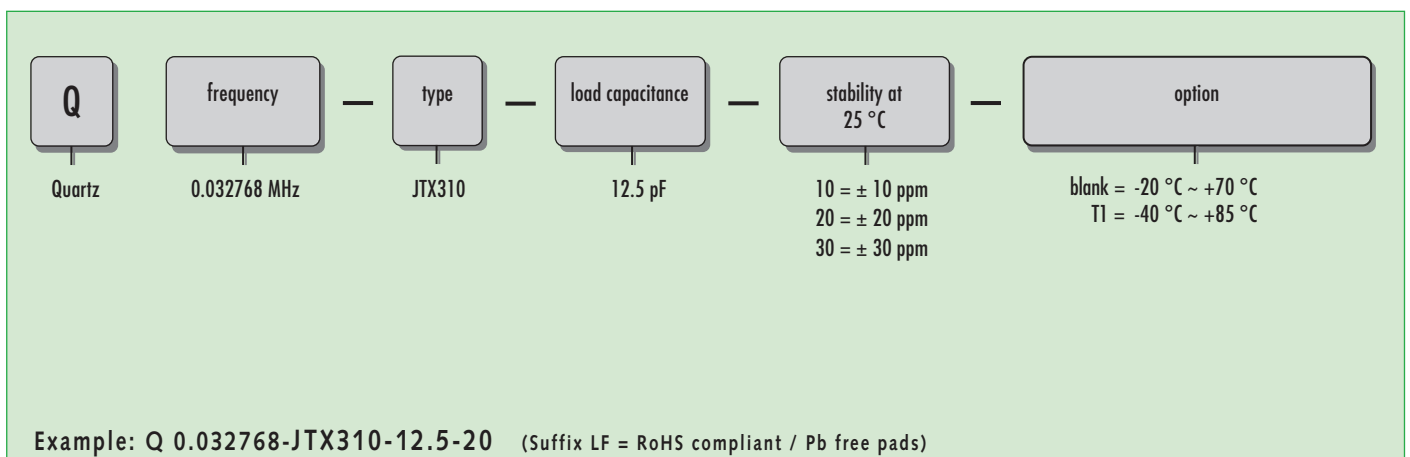 Q
frequency
—
type
—
load capacitance
—
stability at
25 °C
—
option
Quartz
0.032768 MHz
JTX310
12.5 pF
10 = ± 10 ppm
20 = ± 20 ppm
30 = ± 30 ppm
blank = -20 °C ~ +70 °C
T1 = -40 °C ~ +85 °C
Example: Q 0.032768-JTX310-12.5-20 (Suffix LF = RoHS compliant / Pb free pads)